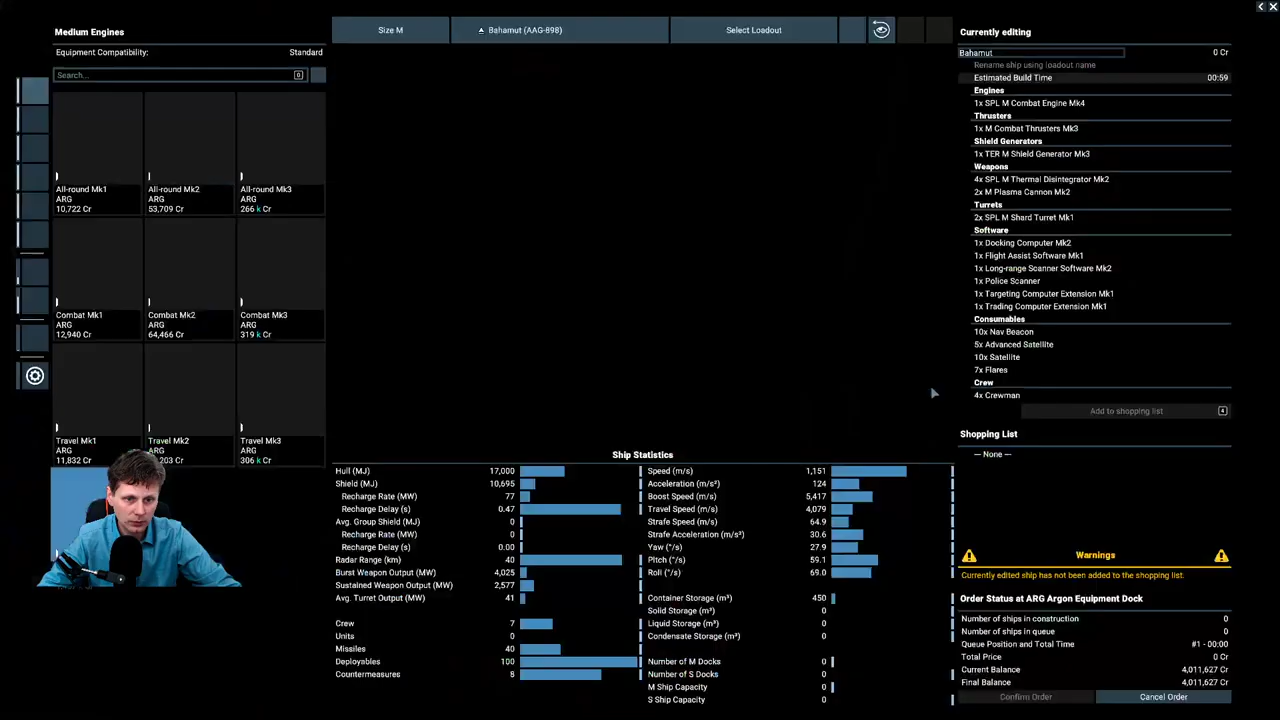 Medium Engines
Equipment Compatibility: Standard
Search... 0
All-round Mk1
ARG
10,722 Cr
All-round Mk2
ARG
53,709 Cr
All-round Mk3
ARG
266 k Cr
Combat Mk1
ARG
12,940 Cr
Combat Mk2
ARG
64,466 Cr
Combat Mk3
ARG
319 k Cr
Travel Mk1
ARG
11,832 Cr
Travel Mk2
ARG
203 Cr
Travel Mk3
ARG
306 k Cr
Size M
Bahamut (AAG-898)
Select Loadout
Ship Statistics
Hull (MJ) 17,000
Shield (MJ) 10,695
Recharge Rate (MW) 77
Recharge Delay (s) 0.47
Avg. Group Shield (MJ) 0
Recharge Rate (MW) 0
Recharge Delay (s) 0.00
Radar Range (km) 40
Burst Weapon Output (MW) 4,025
Sustained Weapon Output (MW) 2,577
Avg. Turret Output (MW) 41
Crew 7
Units 0
Missiles 40
Deployables 100
Countermeasures 8
Speed (m/s) 1,151
Acceleration (m/s²) 124
Boost Speed (m/s) 5,417
Travel Speed (m/s) 4,079
Strafe Speed (m/s) 64.9
Strafe Acceleration (m/s²) 30.6
Yaw (°/s) 27.9
Pitch (°/s) 59.1
Roll (°/s) 69.0
Container Storage (m³) 450
Solid Storage (m³) 0
Liquid Storage (m³) 0
Condensate Storage (m³) 0
Number of M Docks 0
Number of S Docks 0
M Ship Capacity 0
S Ship Capacity 0
Currently editing
Bahamut 0 Cr
Rename ship using loadout name
Estimated Build Time 00:59
Engines
1x SPL M Combat Engine Mk4
Thrusters
1x M Combat Thrusters Mk3
Shield Generators
1x TER M Shield Generator Mk3
Weapons
4x SPL M Thermal Disintegrator Mk2
2x M Plasma Cannon Mk2
Turrets
2x SPL M Shard Turret Mk1
Software
1x Docking Computer Mk2
1x Flight Assist Software Mk1
1x Long-range Scanner Software Mk2
1x Police Scanner
1x Targeting Computer Extension Mk1
1x Trading Computer Extension Mk1
Consumables
10x Nav Beacon
5x Advanced Satellite
10x Satellite
7x Flares
Crew
4x Crewman
Add to shopping list 4
Shopping List
— None —
Warnings
Currently edited ship has not been added to the shopping list.
Order Status at ARG Argon Equipment Dock
Number of ships in construction 0
Number of ships in queue 0
Queue Position and Total Time #1 - 00:00
Total Price 0 Cr
Current Balance 4,011,627 Cr
Final Balance 4,011,627 Cr
Confirm Order
Cancel Order